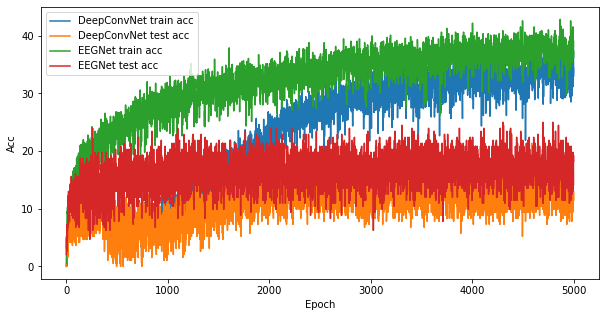 DeepConvNet train acc
DeepConvNet test acc
EEGNet train acc
EEGNet test acc
40
30
20
10
0
Acc
0 1000 2000 3000 4000 5000
Epoch